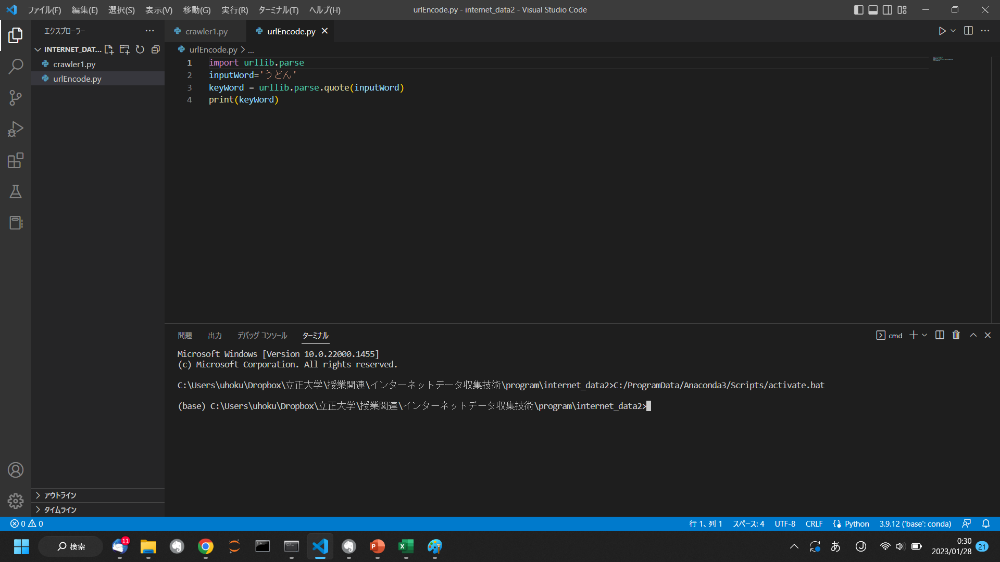 ファイル(F) 編集(E) 選択(S) 表示(V) 移動(G) 実行(R) ターミナル(T) ヘルプ(H) urlEncode.py - internet_data2 - Visual Studio Code
エクスプローラー
crawler1.py urlEncode.py
INTERNET_DAT...
urlEncode.py > ...
crawler1.py
urlEncode.py
1 import urllib.parse
2 inputWord='うどん'
3 keyWord = urllib.parse.quote(inputWord)
4 print(keyWord)
問題 出力 デバッグ コンソール ターミナル cmd
Microsoft Windows [Version 10.0.22000.1455]
(c) Microsoft Corporation. All rights reserved.
C:\Users\uhoku\Dropbox\立正大学\授業関連\インターネットデータ収集技術\program\internet_data2>C:/ProgramData/Anaconda3/Scripts/activate.bat
(base) C:\Users\uhoku\Dropbox\立正大学\授業関連\インターネットデータ収集技術\program\internet_data2>
アウトライン
タイムライン
0 0 行 1、列 1 スペース: 4 UTF-8 CRLF Python 3.9.12 ('base': conda)
検索 11 あ 0:30
2023/01/28 21